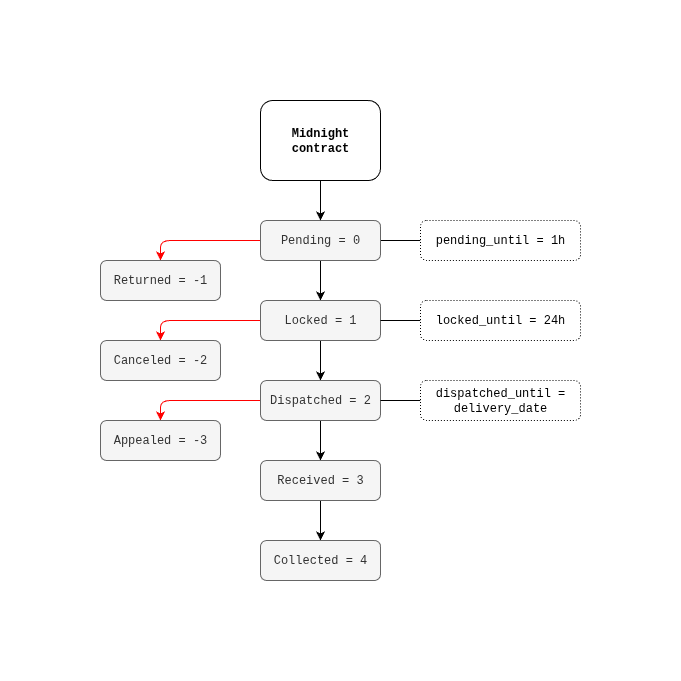 Midnight
contract
Pending = 0
pending_until = 1h
Returned = -1
Locked = 1
locked_until = 24h
Canceled = -2
Dispatched = 2
dispatched_until =
delivery_date
Appealed = -3
Received = 3
Collected = 4